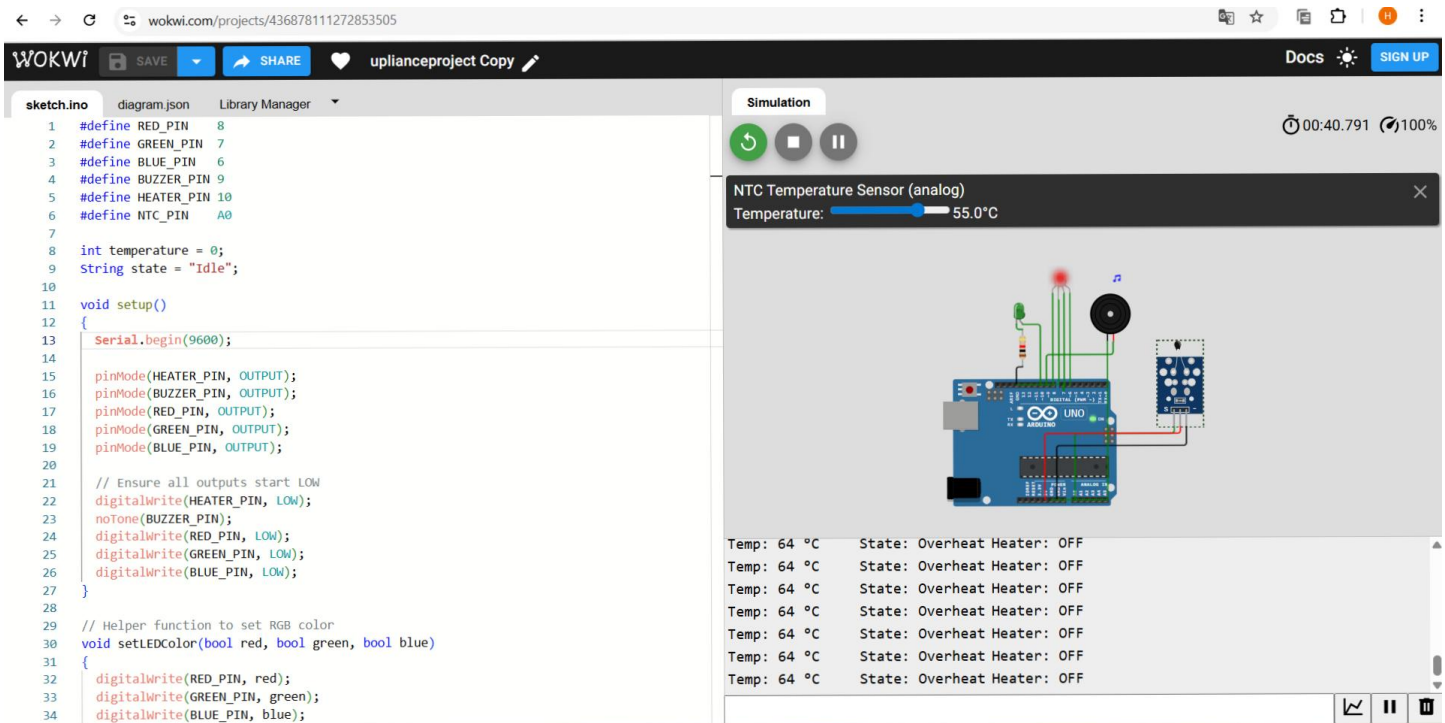 wokwi.com/projects/436878111272853505
H
WOKWI SAVE SHARE uplianceproject Copy Docs SIGN UP
sketch.ino diagram.json Library Manager
1 #define RED_PIN 8
2 #define GREEN_PIN 7
3 #define BLUE_PIN 6
4 #define BUZZER_PIN 9
5 #define HEATER_PIN 10
6 #define NTC_PIN A0
7
8 int temperature = 0;
9 String state = "Idle";
10
11 void setup()
12 {
13 Serial.begin(9600);
14
15 pinMode(HEATER_PIN, OUTPUT);
16 pinMode(BUZZER_PIN, OUTPUT);
17 pinMode(RED_PIN, OUTPUT);
18 pinMode(GREEN_PIN, OUTPUT);
19 pinMode(BLUE_PIN, OUTPUT);
20
21 // Ensure all outputs start LOW
22 digitalWrite(HEATER_PIN, LOW);
23 noTone(BUZZER_PIN);
24 digitalWrite(RED_PIN, LOW);
25 digitalWrite(GREEN_PIN, LOW);
26 digitalWrite(BLUE_PIN, LOW);
27 }
28
29 // Helper function to set RGB color
30 void setLEDColor(bool red, bool green, bool blue)
31 {
32 digitalWrite(RED_PIN, red);
33 digitalWrite(GREEN_PIN, green);
34 digitalWrite(BLUE_PIN, blue);
Simulation
00:40.791 100%
NTC Temperature Sensor (analog)
Temperature: 55.0°C
DIGITAL (PWM ~)
UNO
ARDUINO
POWER ANALOG IN
S -
Temp: 64 °C State: Overheat Heater: OFF
Temp: 64 °C State: Overheat Heater: OFF
Temp: 64 °C State: Overheat Heater: OFF
Temp: 64 °C State: Overheat Heater: OFF
Temp: 64 °C State: Overheat Heater: OFF
Temp: 64 °C State: Overheat Heater: OFF
Temp: 64 °C State: Overheat Heater: OFF